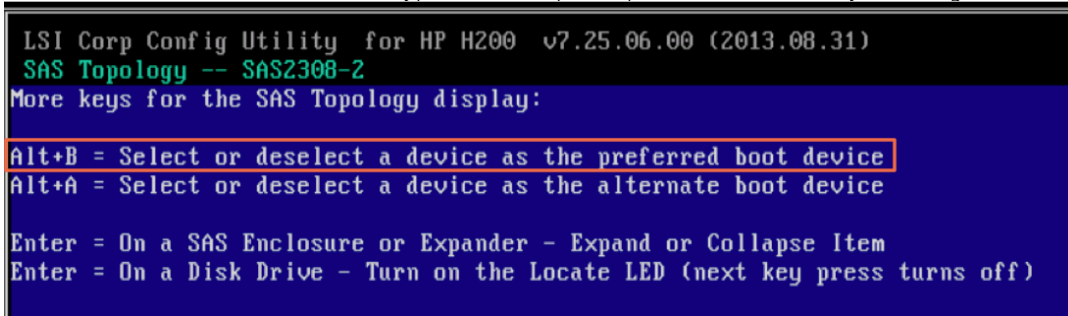 LSI Corp Config Utility for HP H200 v7.25.06.00 (2013.08.31)
SAS Topology -- SAS2308-2
More keys for the SAS Topology display:
Alt+B = Select or deselect a device as the preferred boot device
Alt+A = Select or deselect a device as the alternate boot device
Enter = On a SAS Enclosure or Expander - Expand or Collapse Item
Enter = On a Disk Drive - Turn on the Locate LED (next key press turns off)